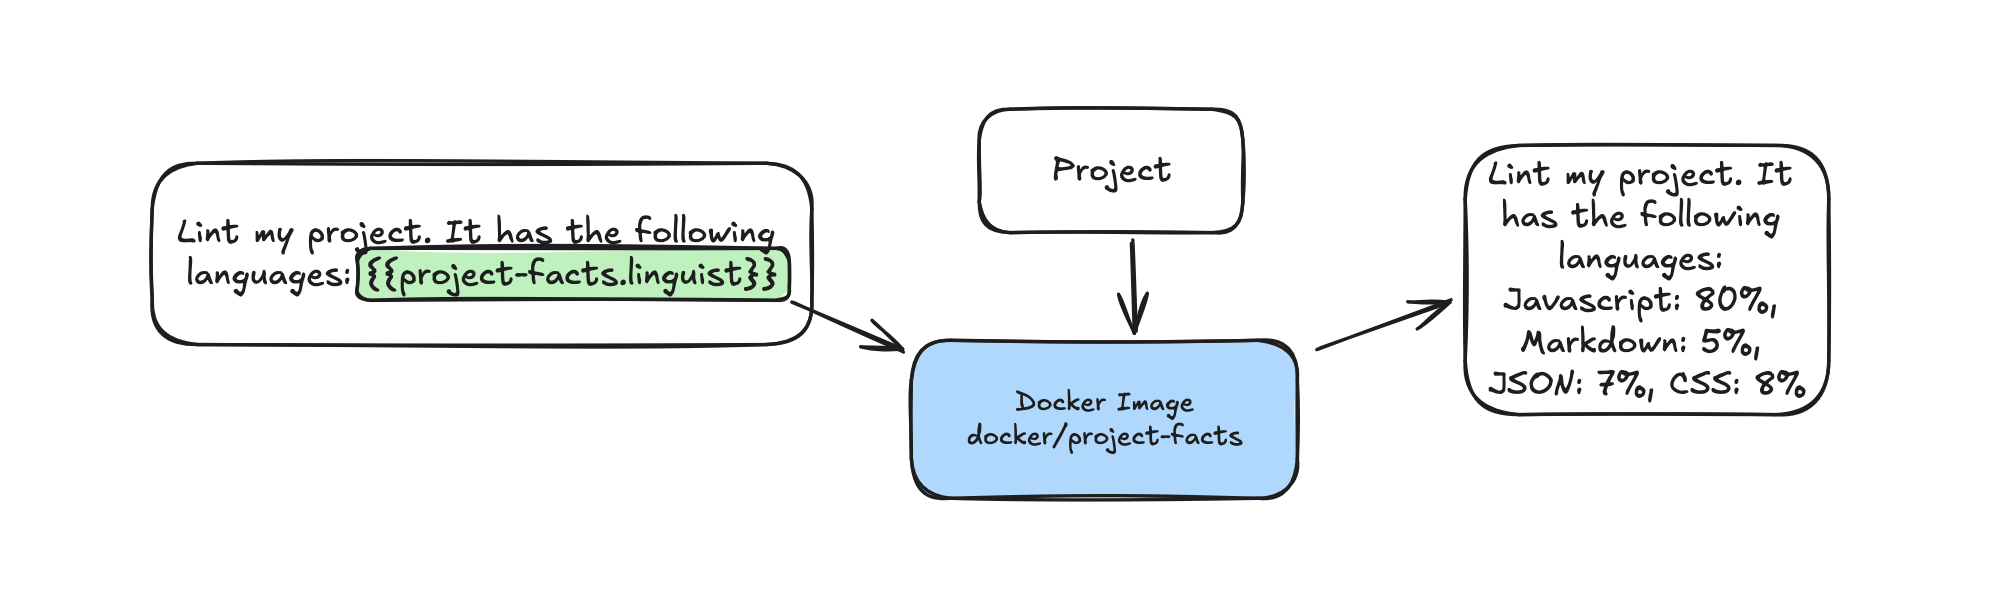 Lint my project. It has the following
languages: {{project-facts.linguist}}
Project
Docker Image
docker/project-facts
Lint my project. It
has the following
languages:
Javascript: 80%,
Markdown: 5%,
JSON: 7%, CSS: 8%